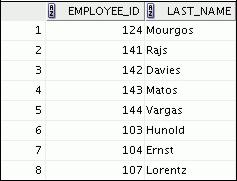 EMPLOYEE_ID LAST_NAME
1 124 Mourgos
2 141 Rajs
3 142 Davies
4 143 Matos
5 144 Vargas
6 103 Hunold
7 104 Ernst
8 107 Lorentz